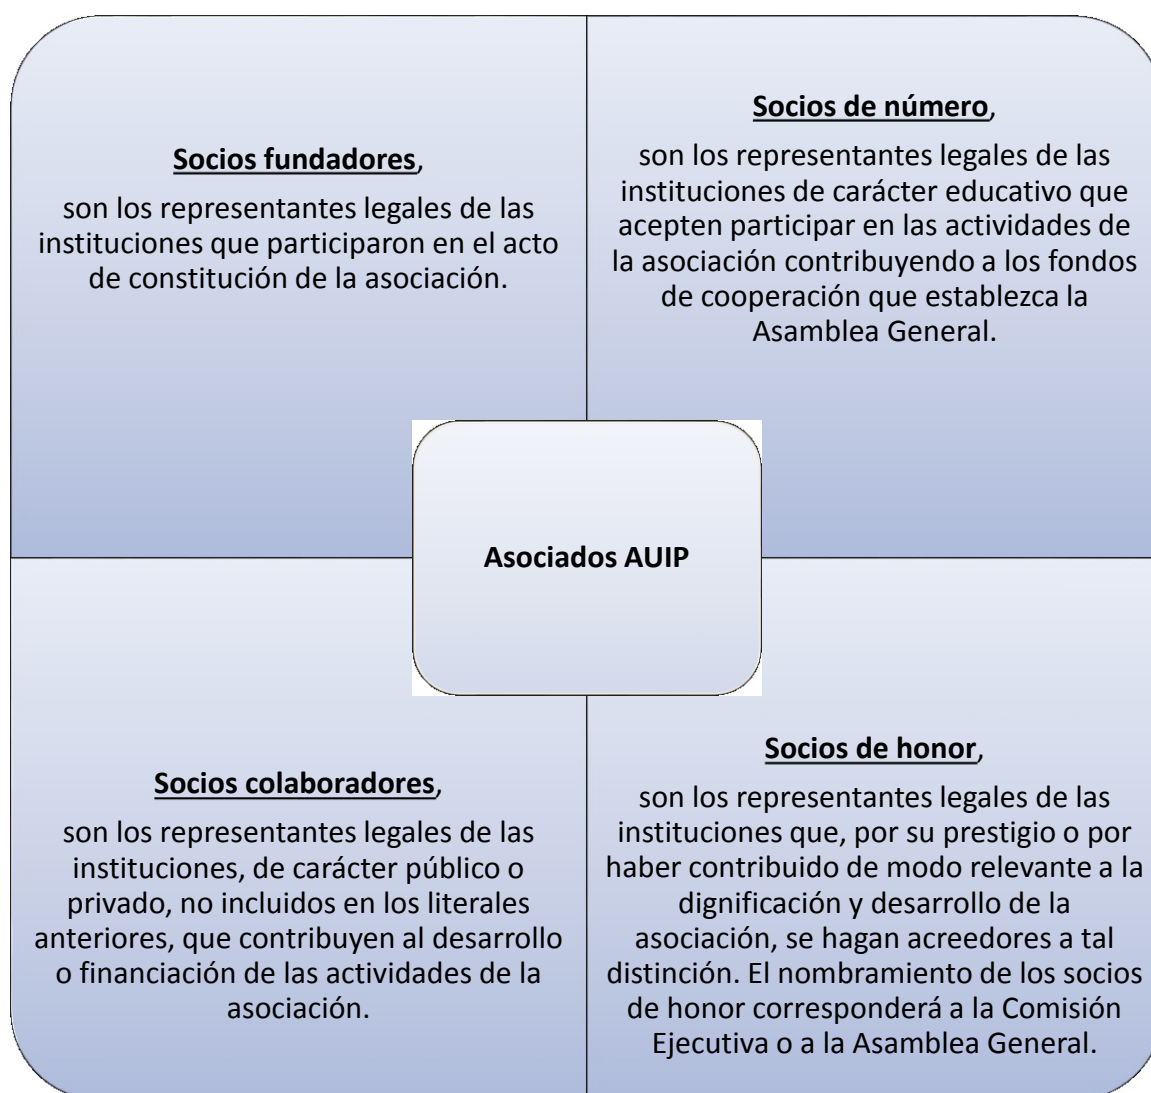 Socios fundadores,
son los representantes legales de las
instituciones que participaron en el acto
de constitución de la asociación.
Socios de número,
son los representantes legales de las
instituciones de carácter educativo que
acepten participar en las actividades de
la asociación contribuyendo a los fondos
de cooperación que establezca la
Asamblea General.
Asociados AUIP
Socios colaboradores,
son los representantes legales de las
instituciones, de carácter público o
privado, no incluidos en los literales
anteriores, que contribuyen al desarrollo
o financiación de las actividades de la
asociación.
Socios de honor,
son los representantes legales de las
instituciones que, por su prestigio o por
haber contribuido de modo relevante a la
dignificación y desarrollo de la
asociación, se hagan acreedores a tal
distinción. El nombramiento de los socios
de honor corresponderá a la Comisión
Ejecutiva o a la Asamblea General.